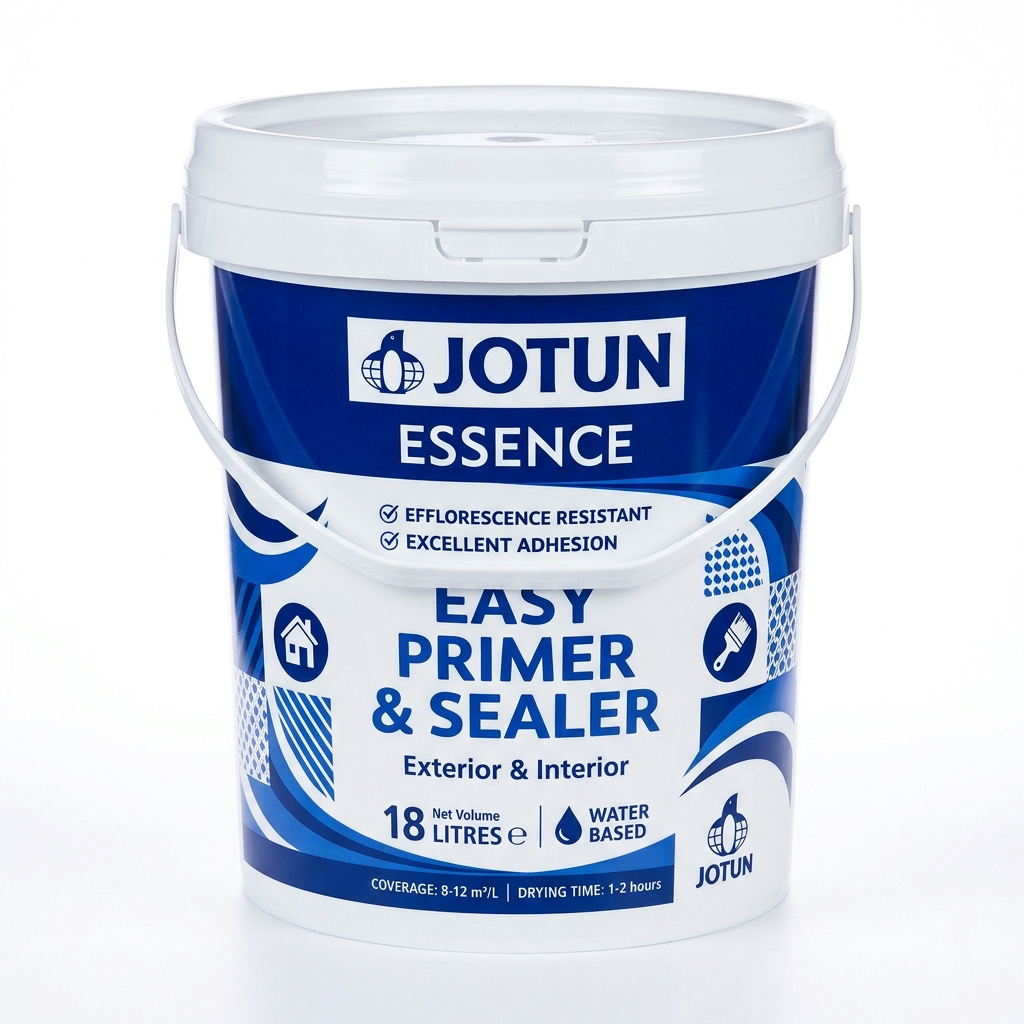 JOTUN
ESSENCE
EFFLORESCENCE RESISTANT
EXCELLENT ADHESION
EASY
PRIMER
& SEALER
Exterior & Interior
18 Net Volume LITRES ℮
WATER BASED
JOTUN
COVERAGE: 8-12 m²/L | DRYING TIME: 1-2 hours